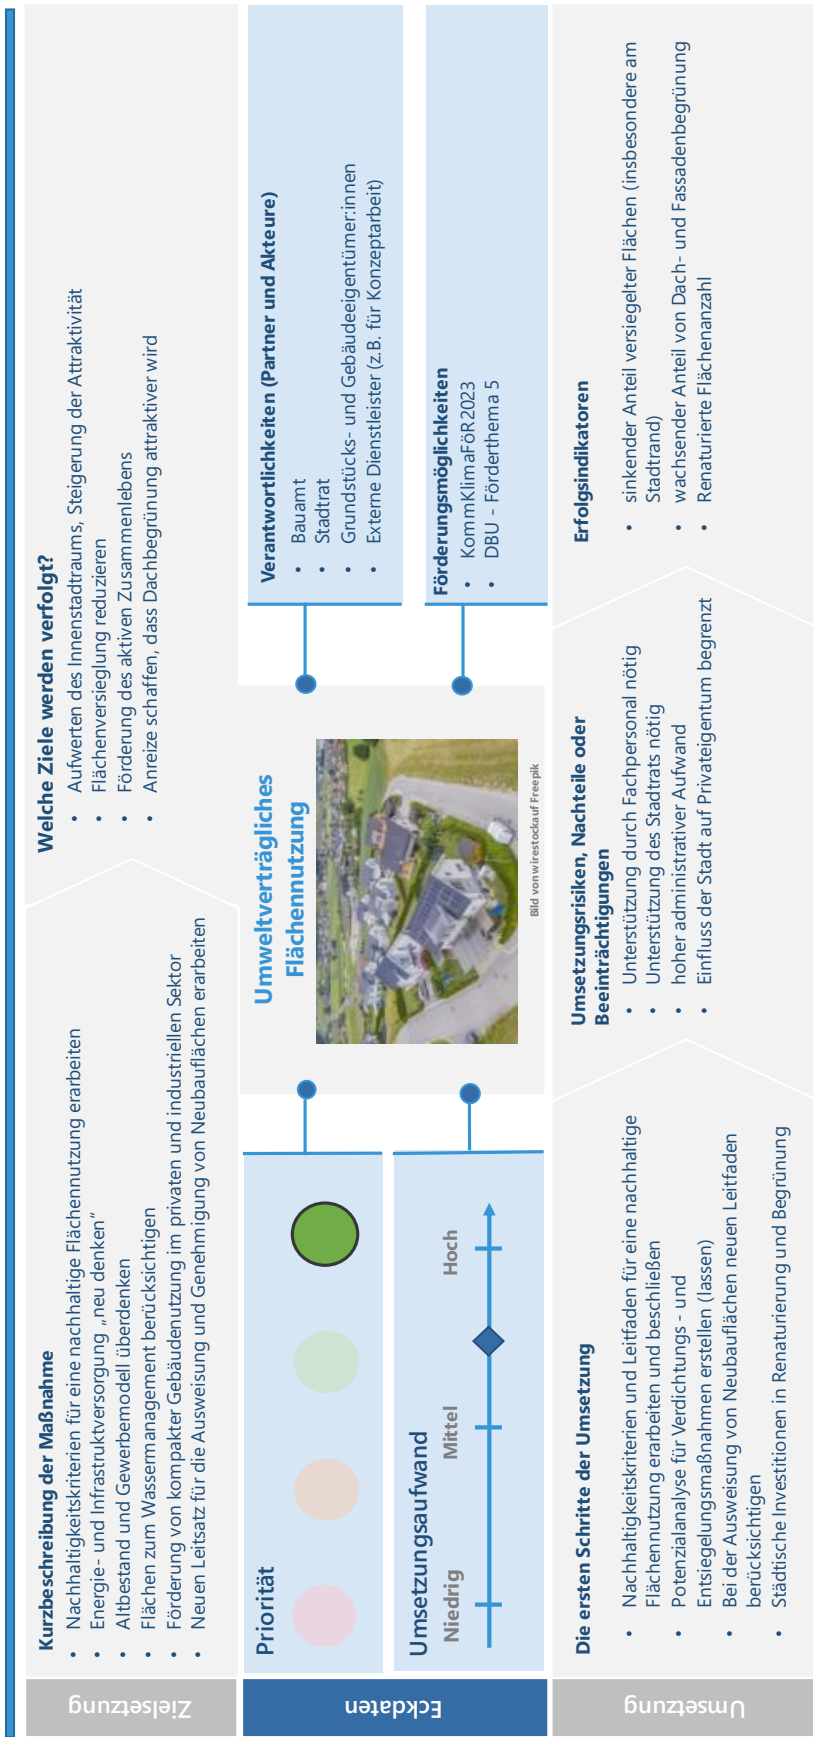 Zielsetzung
Kurzbeschreibung der Maßnahme
• Nachhaltigkeitskriterien für eine nachhaltige Flächennutzung erarbeiten
• Energie- und Infrastruktversorgung „neu denken“
• Altbestand und Gewerbemodell überdenken
• Flächen zum Wassermanagement berücksichtigen
• Förderung von kompakter Gebäudenutzung im privaten und industriellen Sektor
• Neuen Leitsatz für die Ausweisung und Genehmigung von Neubauflächen erarbeiten
Welche Ziele werden verfolgt?
• Aufwerten des Innenstadtraums, Steigerung der Attraktivität
• Flächenversieglung reduzieren
• Förderung des aktiven Zusammenlebens
• Anreize schaffen, dass Dachbegrünung attraktiver wird
Eckdaten
Priorität
Umsetzungsaufwand
Niedrig
Mittel
Hoch
Umweltverträgliches
Flächennutzung
Bild von wirestock auf Freepik
Verantwortlichkeiten (Partner und Akteure)
• Bauamt
• Stadtrat
• Grundstücks- und Gebäudeeigentümer:innen
• Externe Dienstleister (z.B. für Konzeptarbeit)
Förderungsmöglichkeiten
• KommKlimaFöR2023
• DBU - Förderthema 5
Umsetzung
Die ersten Schritte der Umsetzung
• Nachhaltigkeitskriterien und Leitfaden für eine nachhaltige
Flächennutzung erarbeiten und beschließen
• Potenzialanalyse für Verdichtungs- und
Entsiegelungsmaßnahmen erstellen (lassen)
• Bei der Ausweisung von Neubauflächen neuen Leitfaden
berücksichtigen
• Städtische Investitionen in Renaturierung und Begrünung
Umsetzungsrisiken, Nachteile oder
Beeinträchtigungen
• Unterstützung durch Fachpersonal nötig
• Unterstützung des Stadtrats nötig
• hoher administrativer Aufwand
• Einfluss der Stadt auf Privateigentum begrenzt
Erfolgsindikatoren
• sinkender Anteil versiegelter Flächen (insbesondere am
Stadtrand)
• wachsender Anteil von Dach- und Fassadenbegrünung
• Renaturierte Flächenanzahl